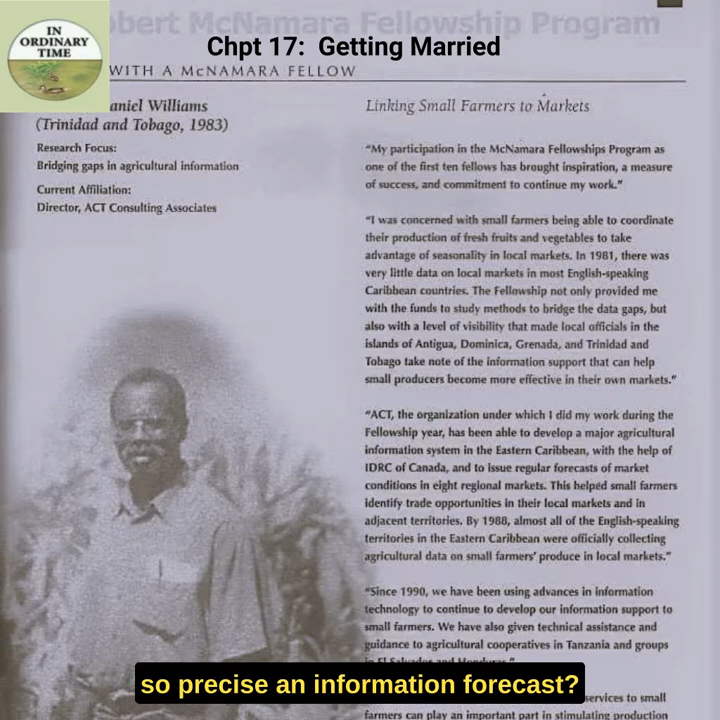 obert McNamara Fellowship Program
Chpt 17:  Getting Married
IN
ORDINARY
TIME
WITH A McNAMARA FELLOW
aniel Williams
(Trinidad and Tobago, 1983)
Research Focus:
Bridging gaps in agricultural information
Current Affiliation:
Director, ACT Consulting Associates
Linking Small Farmers to Markets
“My participation in the McNamara Fellowships Program as
one of the first ten fellows has brought inspiration, a measure
of success, and commitment to continue my work.”
“I was concerned with small farmers being able to coordinate
their production of fresh fruits and vegetables to take
advantage of seasonality in local markets. In 1981, there was
very little data on local markets in most English-speaking
Caribbean countries. The Fellowship not only provided me
with the funds to study methods to bridge the data gaps, but
also with a level of visibility that made local officials in the
islands of Antigua, Dominica, Grenada, and Trinidad and
Tobago take note of the information support that can help
small producers become more effective in their own markets.”
“ACT, the organization under which I did my work during the
Fellowship year, has been able to develop a major agricultural
information system in the Eastern Caribbean, with the help of
IDRC of Canada, and to issue regular forecasts of market
conditions in eight regional markets. This helped small farmers
identify trade opportunities in their local markets and in
adjacent territories. By 1988, almost all of the English-speaking
territories in the Eastern Caribbean were officially collecting
agricultural data on small farmers’ produce in local markets.”
“Since 1990, we have been using advances in information
technology to continue to develop our information support to
small farmers. We have also given technical assistance and
guidance to agricultural cooperatives in Tanzania and groups
in El Salvador and Honduras.”
so precise an information forecast?
services to small
farmers can play an important part in stimulating production